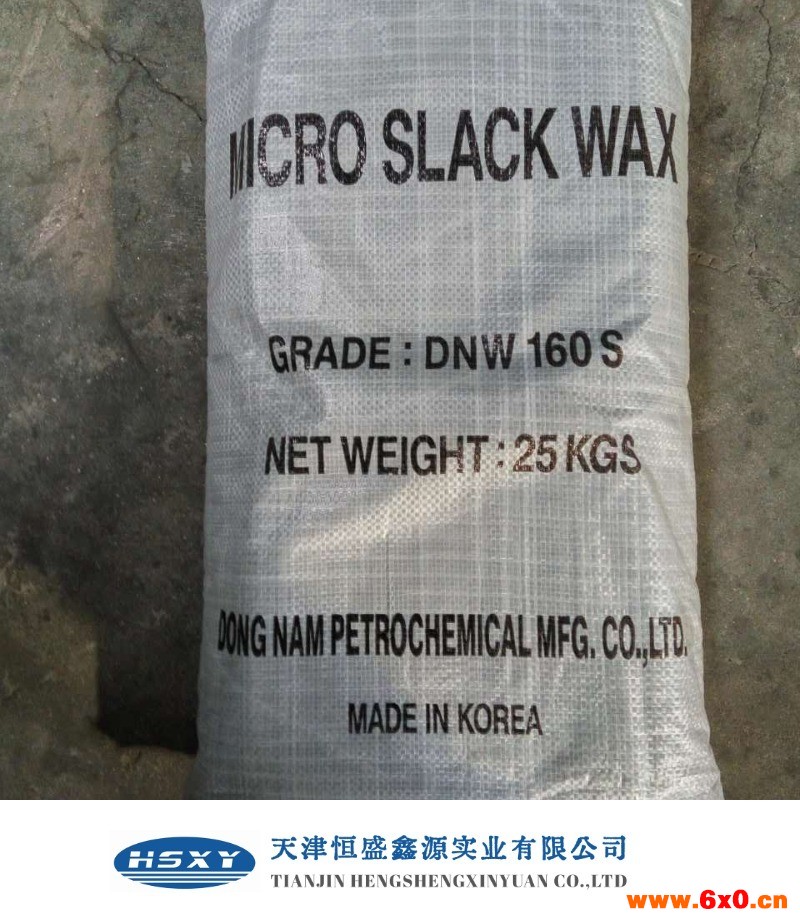 MICRO SLACK WAX
GRADE : DNW 160 S
NET WEIGHT : 25 KGS
DONG NAM PETROCHEMICAL MFG. CO.,LTD.
MADE IN KOREA
HSXY
天津恒盛鑫源实业有限公司
TIANJIN HENGSHENGXINYUAN CO.,LTD
www.6x0.cn